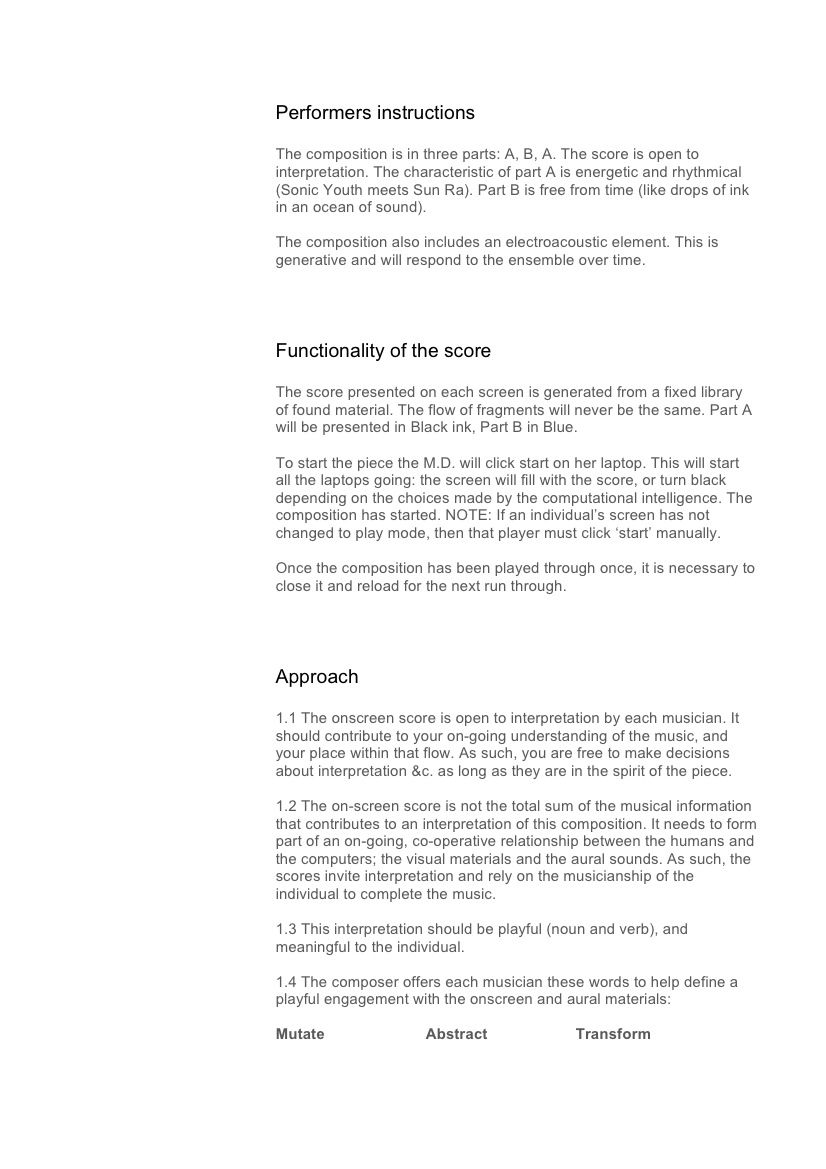 Performers instructions
The composition is in three parts: A, B, A. The score is open to
interpretation. The characteristic of part A is energetic and rhythmical
(Sonic Youth meets Sun Ra). Part B is free from time (like drops of ink
in an ocean of sound).
The composition also includes an electroacoustic element. This is
generative and will respond to the ensemble over time.
Functionality of the score
The score presented on each screen is generated from a fixed library
of found material. The flow of fragments will never be the same. Part A
will be presented in Black ink, Part B in Blue.
To start the piece the M.D. will click start on her laptop. This will start
all the laptops going: the screen will fill with the score, or turn black
depending on the choices made by the computational intelligence. The
composition has started. NOTE: If an individual’s screen has not
changed to play mode, then that player must click ‘start’ manually.
Once the composition has been played through once, it is necessary to
close it and reload for the next run through.
Approach
1.1 The onscreen score is open to interpretation by each musician. It
should contribute to your on-going understanding of the music, and
your place within that flow. As such, you are free to make decisions
about interpretation &c. as long as they are in the spirit of the piece.
1.2 The on-screen score is not the total sum of the musical information
that contributes to an interpretation of this composition. It needs to form
part of an on-going, co-operative relationship between the humans and
the computers; the visual materials and the aural sounds. As such, the
scores invite interpretation and rely on the musicianship of the
individual to complete the music.
1.3 This interpretation should be playful (noun and verb), and
meaningful to the individual.
1.4 The composer offers each musician these words to help define a
playful engagement with the onscreen and aural materials:
Mutate Abstract Transform